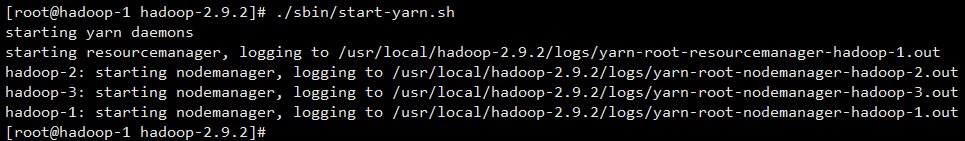 [root@hadoop-1 hadoop-2.9.2]# ./sbin/start-yarn.sh
starting yarn daemons
starting resourcemanager, logging to /usr/local/hadoop-2.9.2/logs/yarn-root-resourcemanager-hadoop-1.out
hadoop-2: starting nodemanager, logging to /usr/local/hadoop-2.9.2/logs/yarn-root-nodemanager-hadoop-2.out
hadoop-3: starting nodemanager, logging to /usr/local/hadoop-2.9.2/logs/yarn-root-nodemanager-hadoop-3.out
hadoop-1: starting nodemanager, logging to /usr/local/hadoop-2.9.2/logs/yarn-root-nodemanager-hadoop-1.out
[root@hadoop-1 hadoop-2.9.2]#